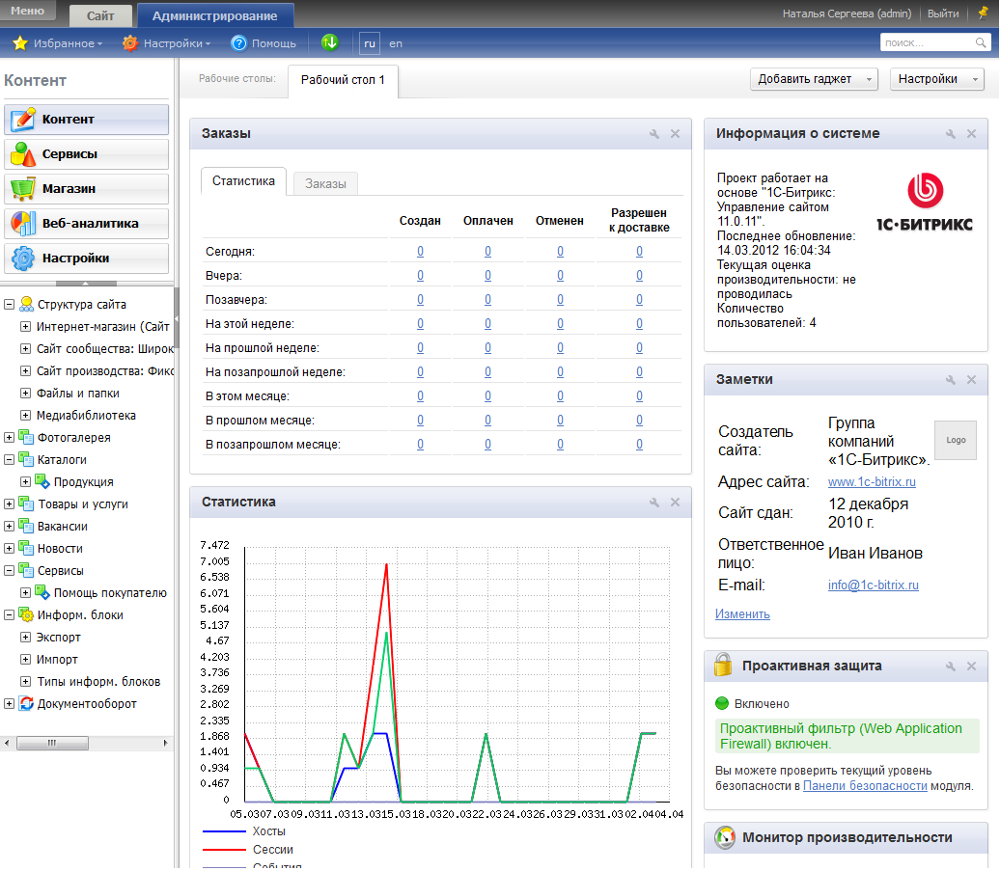 Меню
Сайт
Администрирование
Наталья Сергеева (admin)
Выйти
Избранное
Настройки
Помощь
ru
en
поиск...
Контент
Контент
Сервисы
Магазин
Веб-аналитика
Настройки
Структура сайта
Интернет-магазин (Сайт
Сайт сообщества: Широк
Сайт производства: Фикс
Файлы и папки
Медиабиблиотека
Фотогалерея
Каталоги
Продукция
Товары и услуги
Вакансии
Новости
Сервисы
Помощь покупателю
Информ. блоки
Экспорт
Импорт
Типы информ. блоков
Документооборот
Рабочие столы:
Рабочий стол 1
Добавить гаджет
Настройки
Заказы
Статистика
Заказы
Создан Оплачен Отменен Разрешен
к доставке
Сегодня: 0 0 0 0
Вчера: 0 0 0 0
Позавчера: 0 0 0 0
На этой неделе: 0 0 0 0
На прошлой неделе: 0 0 0 0
На позапрошлой неделе: 0 0 0 0
В этом месяце: 0 0 0 0
В прошлом месяце: 0 0 0 0
В позапрошлом месяце: 0 0 0 0
Статистика
7.472
7.005
6.538
6.071
5.604
5.137
4.67
4.203
3.736
3.269
2.802
2.335
1.868
1.401
0.934
0.467
0
05.03 07.03 09.03 11.03 13.03 15.03 18.03 20.03 22.03 26.03 29.03 31.03 02.04 04.04
Хосты
Сессии
События
Информация о системе
Проект работает на
основе "1С-Битрикс:
Управление сайтом
11.0.11".
Последнее обновление:
14.03.2012 16:04:34
Текущая оценка
производительности: не
проводилась
Количество
пользователей: 4
1С·БИТРИКС
Заметки
Создатель
сайта:
Группа
компаний
«1С-Битрикс».
Logo
Адрес сайта: www.1c-bitrix.ru
Сайт сдан:
12 декабря
2010 г.
Ответственное
лицо:
Иван Иванов
E-mail: info@1c-bitrix.ru
Изменить
Проактивная защита
Включено
Проактивный фильтр (Web Application
Firewall) включен.
Вы можете проверить текущий уровень
безопасности в Панели безопасности модуля.
Монитор производительности